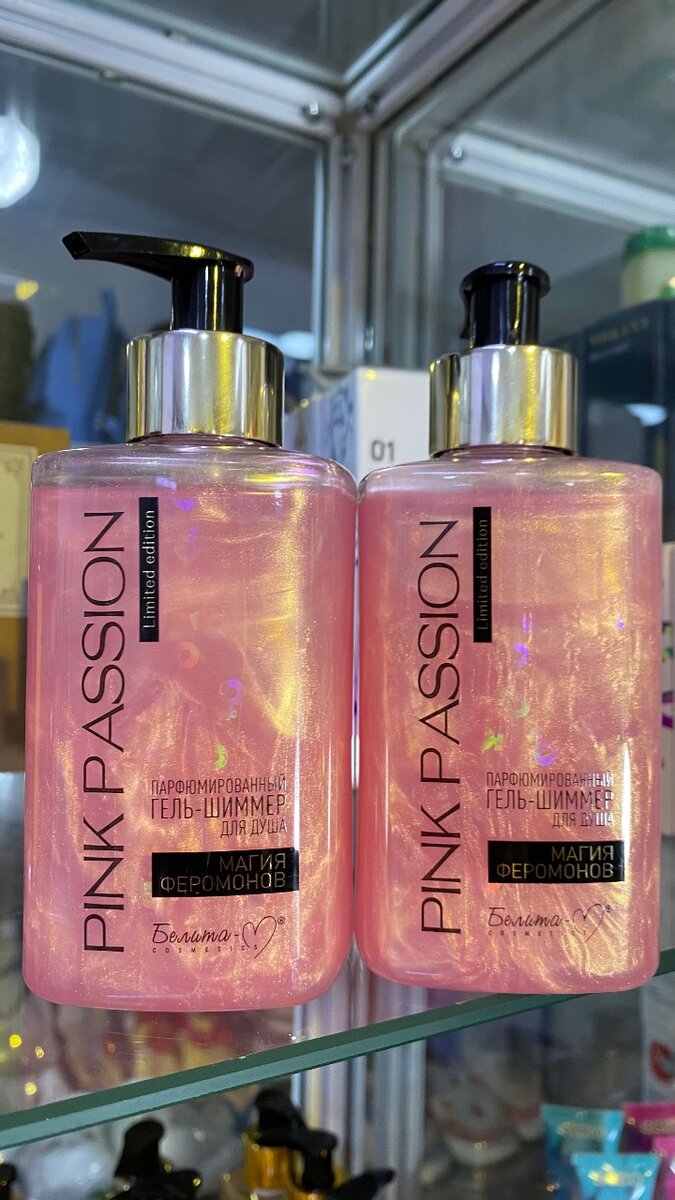 PINK PASSION
Limited edition
ПАРФЮМИРОВАННЫЙ
ГЕЛЬ-ШИММЕР
ДЛЯ ДУША
МАГИЯ
ФЕРОМОНОВ
Белита-М®
COSMETICS
PINK PASSION
Limited edition
ПАРФЮМИРОВАННЫЙ
ГЕЛЬ-ШИММЕР
ДЛЯ ДУША
МАГИЯ
ФЕРОМОНОВ
Белита-М®
COSMETICS
01